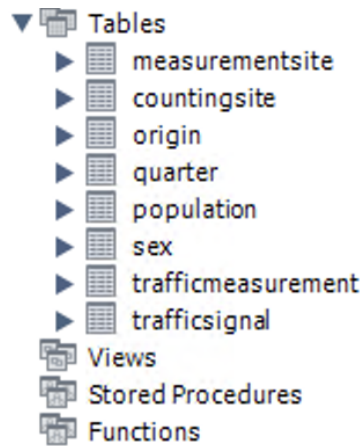 Tables
measurementsite
countingsite
origin
quarter
population
sex
trafficmeasurement
trafficsignal
Views
Stored Procedures
Functions